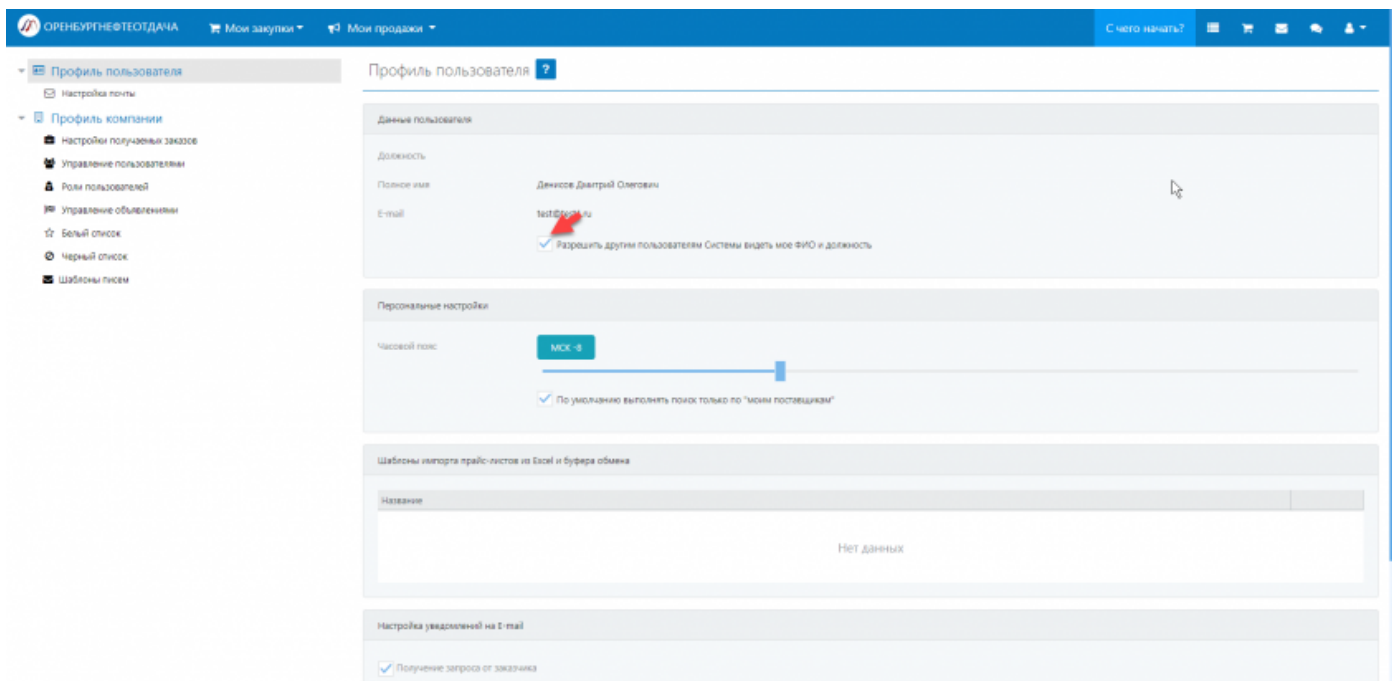 ОРЕНБУРГНЕФТЕОТДАЧА Мои закупки Мои продажи С чего начать?
Профиль пользователя
Настройка почты
Профиль компании
Настройки получаемых заказов
Управление пользователями
Роли пользователей
Управление объявлениями
Белый список
Черный список
Шаблоны писем
Профиль пользователя ?
Данные пользователя
Должность
Полное имя Денисов Дмитрий Олегович
E-mail
Разрешить другим пользователям Системы видеть мое ФИО и должность
Персональные настройки
Часовой пояс МСК -8
По умолчанию выполнять поиск только по "моим поставщикам"
Шаблоны импорта прайс-листов из Excel и буфера обмена
Название
Нет данных
Настройка уведомлений на E-mail
Получение запроса от заказчика